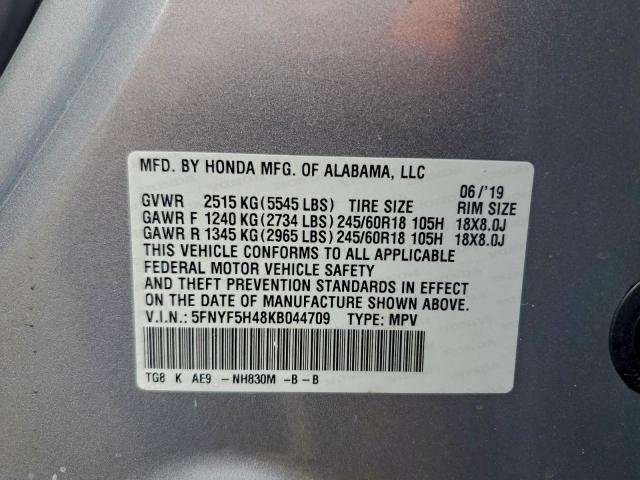 MFD. BY HONDA MFG. OF ALABAMA, LLC
06/'19
GVWR 2515 KG(5545 LBS) TIRE SIZE RIM SIZE
GAWR F 1240 KG(2734 LBS)245/60R18 105H 18X8.0J
GAWR R 1345 KG(2965 LBS)245/60R18 105H 18X8.0J
THIS VEHICLE CONFORMS TO ALL APPLICABLE
FEDERAL MOTOR VEHICLE SAFETY
AND THEFT PREVENTION STANDARDS IN EFFECT
ON THE DATE OF MANUFACTURE SHOWN ABOVE.
V.I.N.: 5FNYF5H48KB044709 TYPE: MPV
TG8 K AE9 -NH830M -B-B